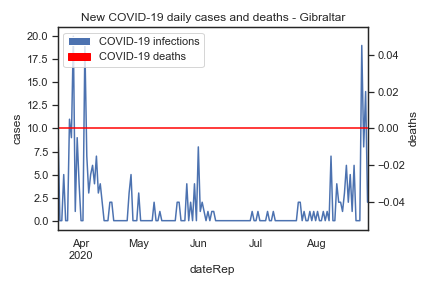 New COVID-19 daily cases and deaths - Gibraltar
COVID-19 infections
COVID-19 deaths
20.0
17.5
15.0
12.5
10.0
7.5
5.0
2.5
0.0
cases
0.04
0.02
0.00
−0.02
−0.04
deaths
Apr May Jun Jul Aug
2020
dateRep